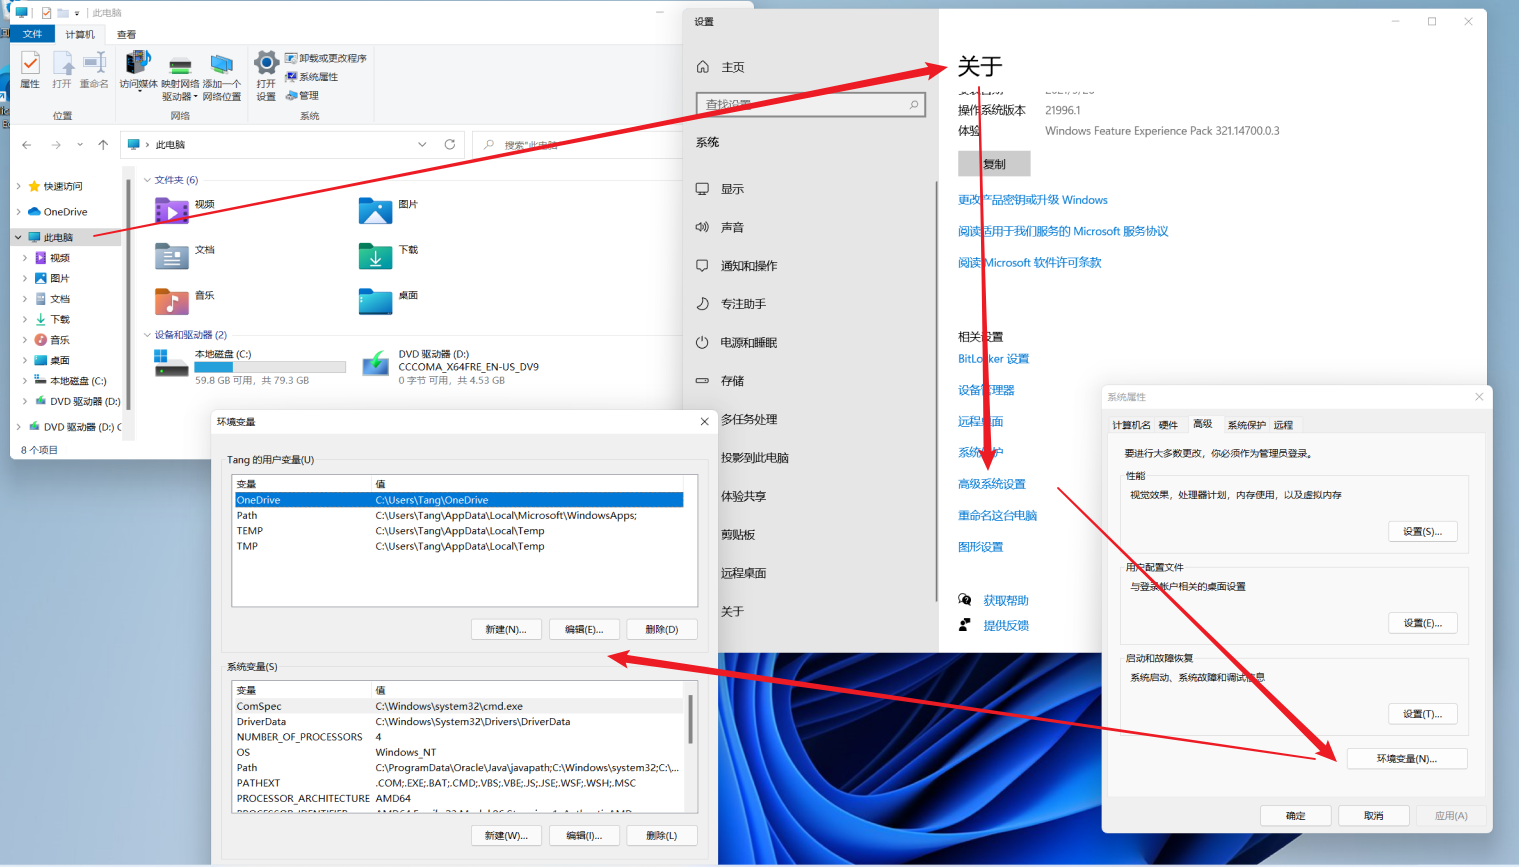 此电脑
文件
计算机
查看
属性
打开
重命名
访问媒体
映射网络
驱动器
添加一个
网络位置
打开
设置
卸载或更改程序
系统属性
管理
位置
网络
系统
此电脑
搜索"此电脑"
快速访问
OneDrive
此电脑
视频
图片
文档
下载
音乐
桌面
本地磁盘 (C:)
DVD 驱动器 (D:)
DVD 驱动器 (D:) C
8 个项目
文件夹 (6)
视频
图片
文档
下载
音乐
桌面
设备和驱动器 (2)
本地磁盘 (C:)
59.8 GB 可用，共 79.3 GB
DVD 驱动器 (D:)
CCCOMA_X64FRE_EN-US_DV9
0 字节 可用，共 4.53 GB
设置
主页
查找设置
系统
显示
声音
通知和操作
专注助手
电源和睡眠
存储
多任务处理
投影到此电脑
体验共享
剪贴板
远程桌面
关于
关于
操作系统版本
21996.1
体验
Windows Feature Experience Pack 321.14700.0.3
复制
更改产品密钥或升级 Windows
阅读适用于我们服务的 Microsoft 服务协议
阅读 Microsoft 软件许可条款
相关设置
BitLocker 设置
设备管理器
远程桌面
系统保护
高级系统设置
重命名这台电脑
图形设置
获取帮助
提供反馈
环境变量
Tang 的用户变量(U)
变量 值
OneDrive C:\Users\Tang\OneDrive
Path C:\Users\Tang\AppData\Local\Microsoft\WindowsApps;
TEMP C:\Users\Tang\AppData\Local\Temp
TMP C:\Users\Tang\AppData\Local\Temp
新建(N)...
编辑(E)...
删除(D)
系统变量(S)
变量 值
ComSpec C:\Windows\system32\cmd.exe
DriverData C:\Windows\System32\Drivers\DriverData
NUMBER_OF_PROCESSORS 4
OS Windows_NT
Path C:\ProgramData\Oracle\Java\javapath;C:\Windows\system32;C:\...
PATHEXT .COM;.EXE;.BAT;.CMD;.VBS;.VBE;.JS;.JSE;.WSF;.WSH;.MSC
PROCESSOR_ARCHITECTURE AMD64
新建(W)...
编辑(I)...
删除(L)
系统属性
计算机名
硬件
高级
系统保护
远程
要进行大多数更改，你必须作为管理员登录。
性能
视觉效果，处理器计划，内存使用，以及虚拟内存
设置(S)...
用户配置文件
与登录帐户相关的桌面设置
设置(E)...
启动和故障恢复
系统启动、系统故障和调试信息
设置(T)...
环境变量(N)...
确定
取消
应用(A)